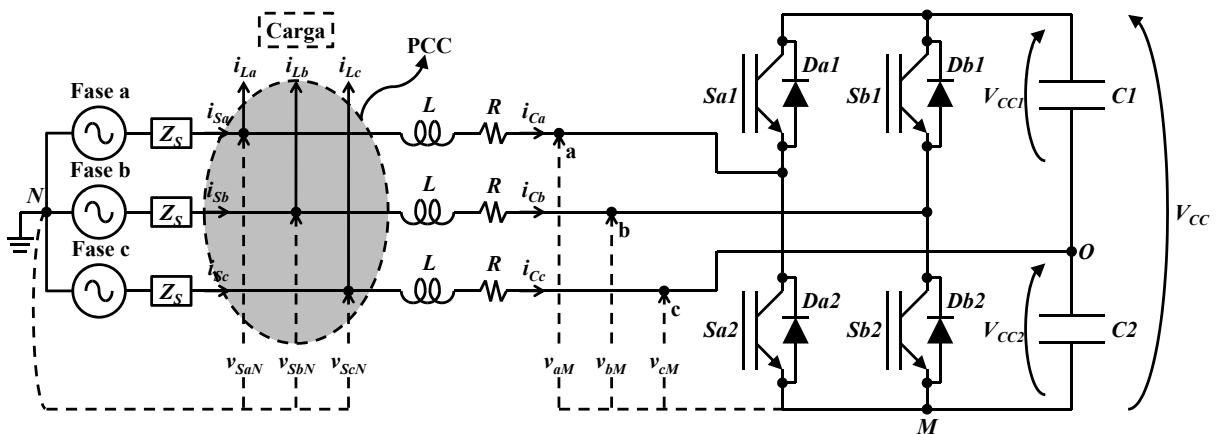 Carga
PCC
i_La i_Lb i_Lc
Fase a
Z_S
i_Sa
L
R
i_Ca
a
Fase b
N
Z_S
i_Sb
L
R
i_Cb
b
Fase c
Z_S
i_Sc
L
R
i_Cc
c
v_SaN v_SbN v_ScN
v_aM v_bM v_cM
Sa1 Da1 Sb1 Db1
V_CC1 C1
V_CC
O
Sa2 Da2 Sb2 Db2
V_CC2 C2
M